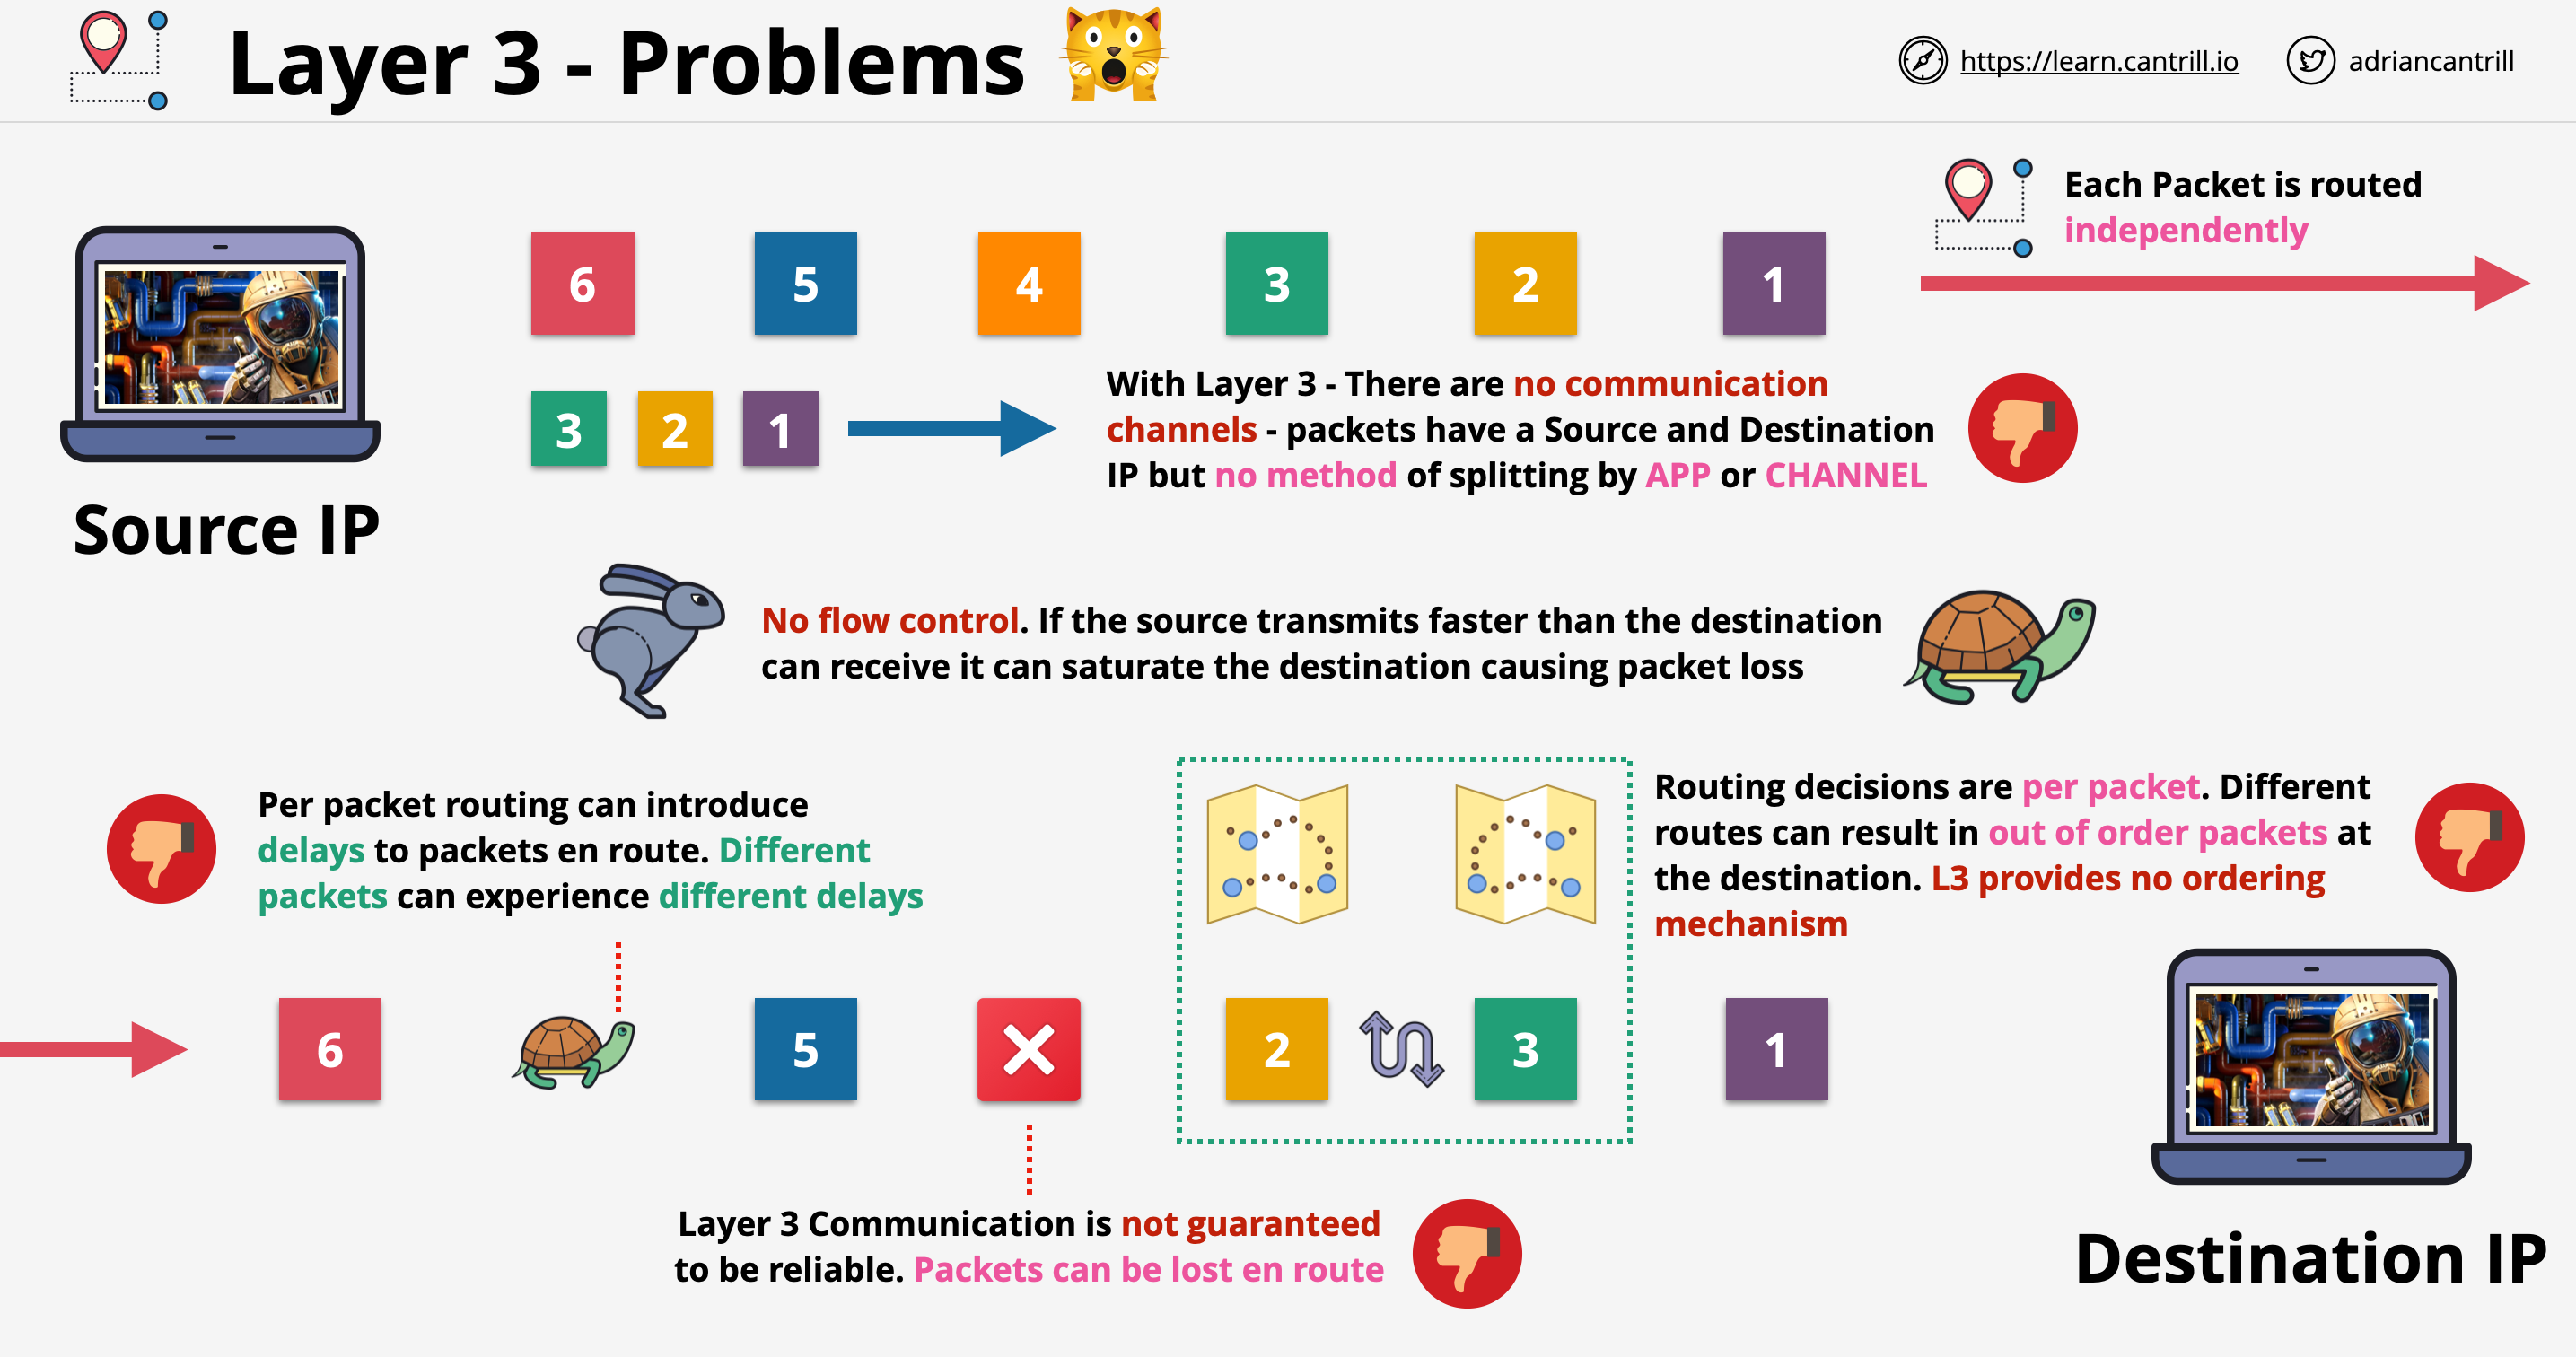 Layer 3 - Problems
https://learn.cantrill.io
adriancantrill
Each Packet is routed
independently
6 5 4 3 2 1
3 2 1
With Layer 3 - There are no communication
channels - packets have a Source and Destination
IP but no method of splitting by APP or CHANNEL
Source IP
No flow control. If the source transmits faster than the destination
can receive it can saturate the destination causing packet loss
Per packet routing can introduce
delays to packets en route. Different
packets can experience different delays
Routing decisions are per packet. Different
routes can result in out of order packets at
the destination. L3 provides no ordering
mechanism
6 5 2 3 1
Layer 3 Communication is not guaranteed
to be reliable. Packets can be lost en route
Destination IP